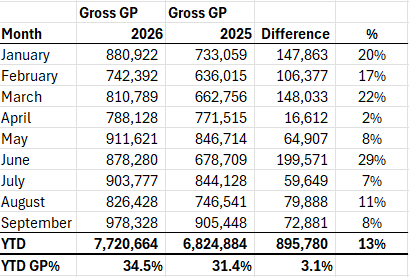 Gross GP Gross GP
Month 2026 2025 Difference %
January 880,922 733,059 147,863 20%
February 742,392 636,015 106,377 17%
March 810,789 662,756 148,033 22%
April 788,128 771,515 16,612 2%
May 911,621 846,714 64,907 8%
June 878,280 678,709 199,571 29%
July 903,777 844,128 59,649 7%
August 826,428 746,541 79,888 11%
September 978,328 905,448 72,881 8%
YTD 7,720,664 6,824,884 895,780 13%
YTD GP% 34.5% 31.4% 3.1%